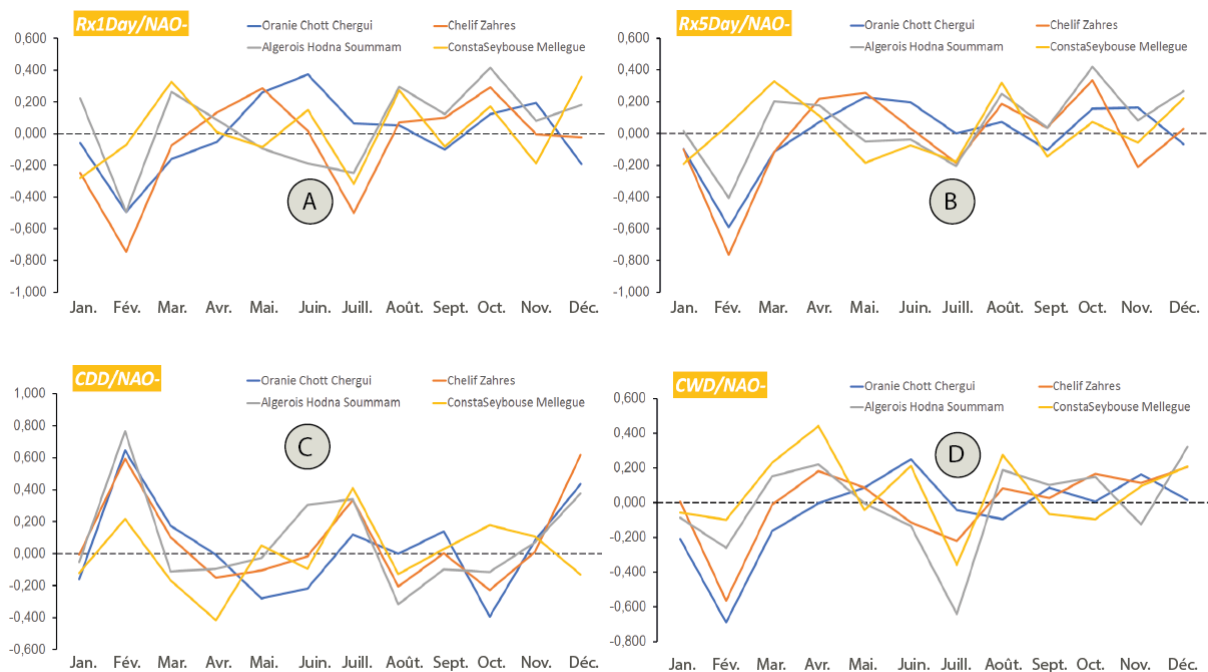 Rx1Day/NAO-
Oranie Chott Chergui
Chelif Zahres
Algerois Hodna Soummam
ConstaSeybouse Mellegue
0,600
0,400
0,200
0,000
-0,200
-0,400
-0,600
-0,800
-1,000
A
Jan. Fév. Mar. Avr. Mai. Juin. Juill. Août. Sept. Oct. Nov. Déc.
Rx5Day/NAO-
Oranie Chott Chergui
Chelif Zahres
Algerois Hodna Soummam
ConstaSeybouse Mellegue
0,600
0,400
0,200
0,000
-0,200
-0,400
-0,600
-0,800
-1,000
B
Jan. Fév. Mar. Avr. Mai. Juin. Juill. Août. Sept. Oct. Nov. Déc.
CDD/NAO-
Oranie Chott Chergui
Chelif Zahres
Algerois Hodna Soummam
ConstaSeybouse Mellegue
1,000
0,800
0,600
0,400
0,200
0,000
-0,200
-0,400
-0,600
C
Jan. Fév. Mar. Avr. Mai. Juin. Juill. Août. Sept. Oct. Nov. Déc.
CWD/NAO-
Oranie Chott Chergui
Chelif Zahres
Algerois Hodna Soummam
ConstaSeybouse Mellegue
0,600
0,400
0,200
0,000
-0,200
-0,400
-0,600
-0,800
D
Jan. Fév. Mar. Avr. Mai. Juin. Juill. Août. Sept. Oct. Nov. Déc.